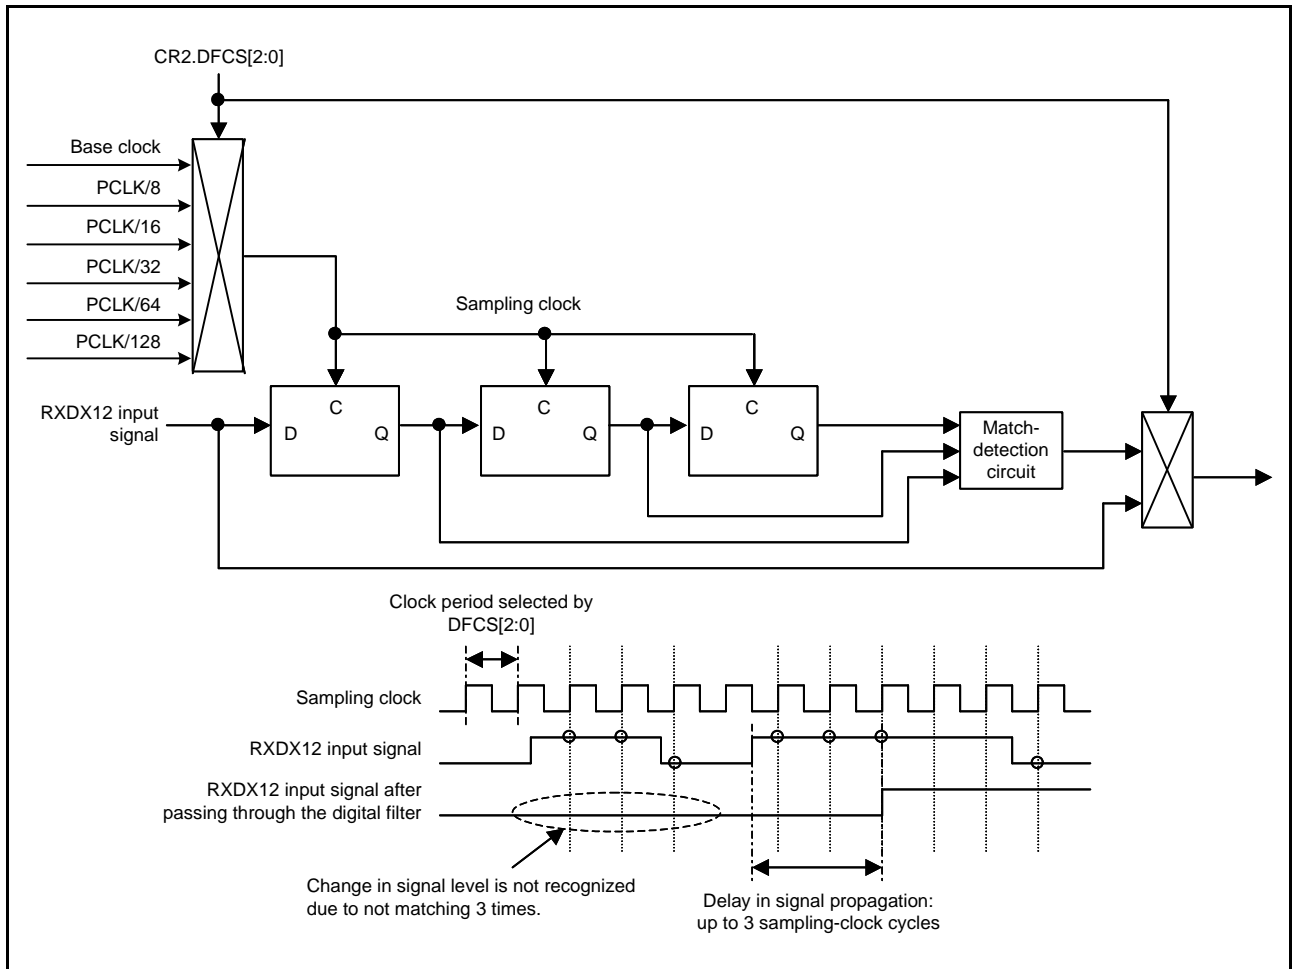 CR2.DFCS[2:0]
Base clock
PCLK/8
PCLK/16
PCLK/32
PCLK/64
PCLK/128
Sampling clock
RXDX12 input
signal
C
D
Q
C
D
Q
C
D
Q
Match-
detection
circuit
Clock period selected by
DFCS[2:0]
Sampling clock
RXDX12 input signal
RXDX12 input signal after
passing through the digital filter
Change in signal level is not recognized
due to not matching 3 times.
Delay in signal propagation:
up to 3 sampling-clock cycles